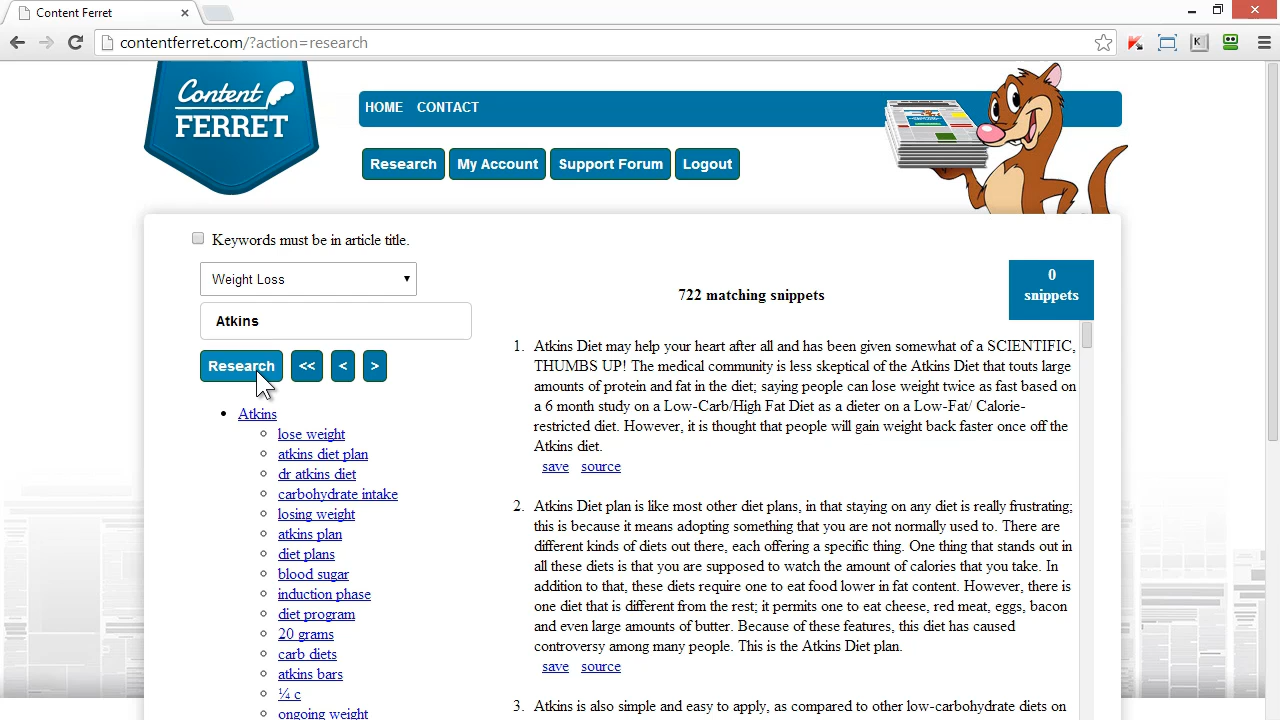 Content Ferret
contentferret.com/?action=research
K
Content
FERRET
HOME CONTACT
Research My Account Support Forum Logout
Keywords must be in article title.
Weight Loss
Atkins
Research << < >
• Atkins
lose weight
atkins diet plan
dr atkins diet
carbohydrate intake
losing weight
atkins plan
diet plans
blood sugar
induction phase
diet program
20 grams
carb diets
atkins bars
¼ c
ongoing weight
722 matching snippets
0
snippets
1. Atkins Diet may help your heart after all and has been given somewhat of a SCIENTIFIC,
THUMBS UP! The medical community is less skeptical of the Atkins Diet that touts large
amounts of protein and fat in the diet; saying people can lose weight twice as fast based on
a 6 month study on a Low-Carb/High Fat Diet as a dieter on a Low-Fat/ Calorie-
restricted diet. However, it is thought that people will gain weight back faster once off the
Atkins diet.
save source
2. Atkins Diet plan is like most other diet plans, in that staying on any diet is really frustrating;
this is because it means adopting something that you are not normally used to. There are
different kinds of diets out there, each offering a specific thing. One thing that stands out in
all these diets is that you are supposed to watch the amount of calories that you take. In
addition to that, these diets require one to eat food lower in fat content. However, there is
one diet that is different from the rest; it permits one to eat cheese, red meat, eggs, bacon
and even large amounts of butter. Because of these features, this diet has raised
controversy among many people. This is the Atkins Diet plan.
save source
3. Atkins is also simple and easy to apply, as compared to other low-carbohydrate diets on